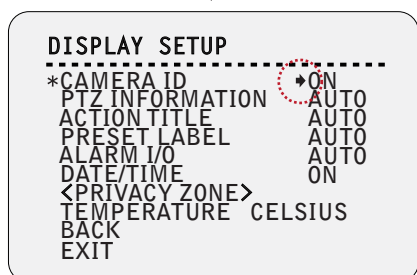 DISPLAY SETUP
*CAMERA ID ON
PTZ INFORMATION AUTO
ACTION TITLE AUTO
PRESET LABEL AUTO
ALARM I/O AUTO
DATE/TIME ON
<PRIVACY ZONE>
TEMPERATURE CELSIUS
BACK
EXIT